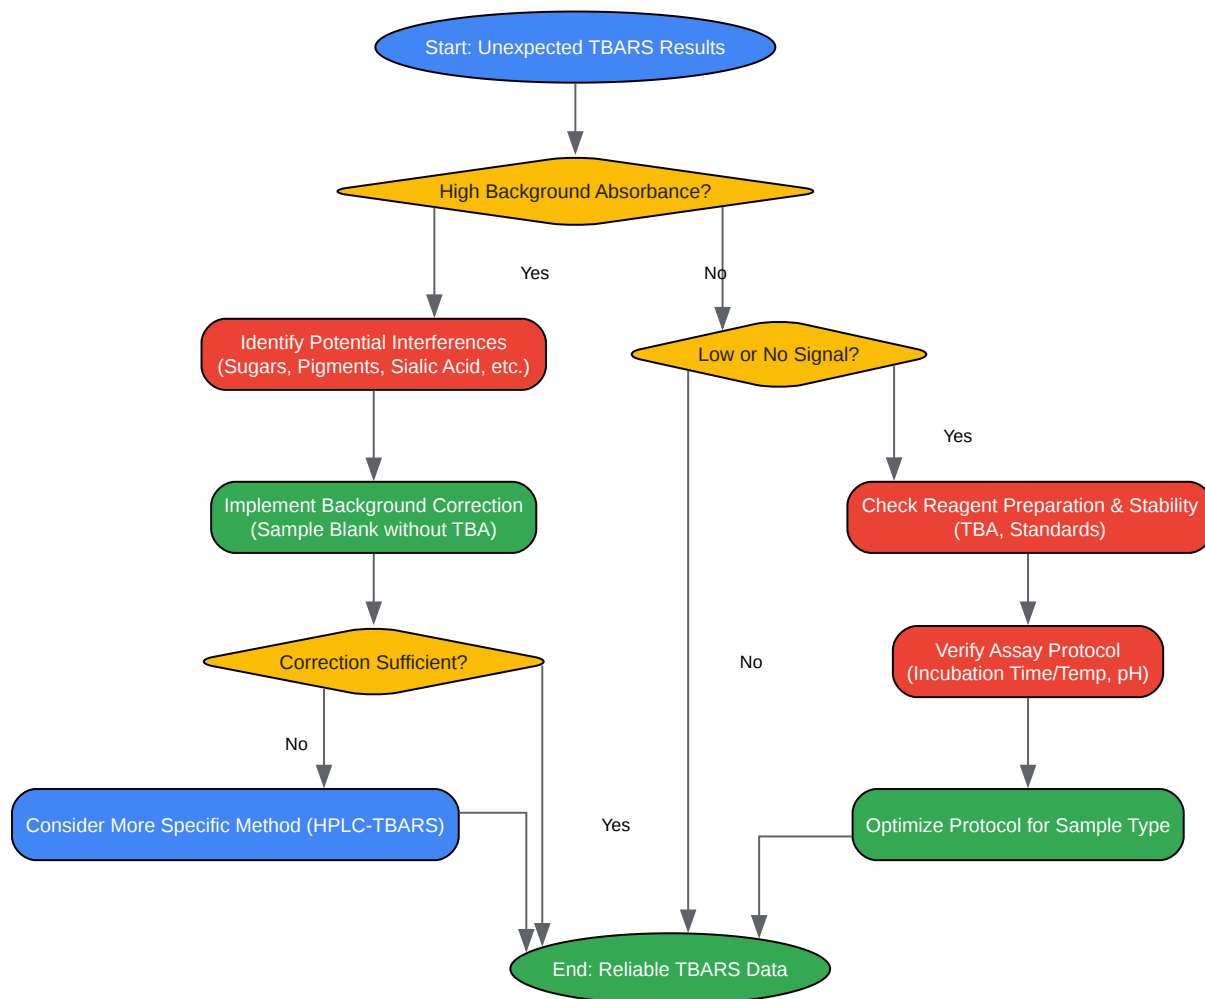 Start: Unexpected TBARS Results
High Background Absorbance?
Yes
No
Identify Potential Interferences
(Sugars, Pigments, Sialic Acid, etc.)
Low or No Signal?
Yes
Implement Background Correction
(Sample Blank without TBA)
Check Reagent Preparation & Stability
(TBA, Standards)
Correction Sufficient?
No
Verify Assay Protocol
(Incubation Time/Temp, pH)
No
Consider More Specific Method (HPLC-TBARS)
Yes
Optimize Protocol for Sample Type
End: Reliable TBARS Data